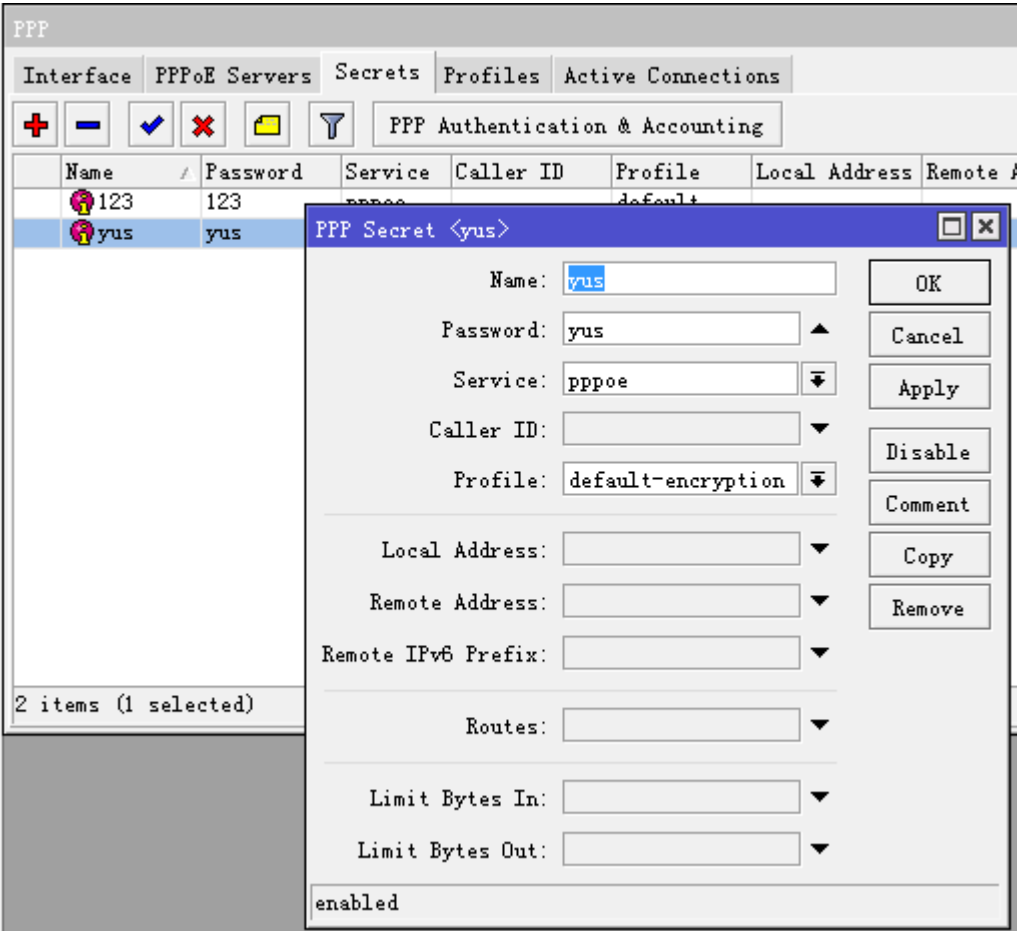 PPP
Interface PPPoE Servers Secrets Profiles Active Connections
PPP Authentication & Accounting
Name Password Service Caller ID Profile Local Address Remote A
123 123 pppoe default
yus yus
PPP Secret <yus>
Name: yus OK
Password: yus Cancel
Service: pppoe Apply
Caller ID: Disable
Profile: default-encryption Comment
Local Address: Copy
Remote Address: Remove
Remote IPv6 Prefix:
2 items (1 selected)
Routes:
Limit Bytes In:
Limit Bytes Out:
enabled